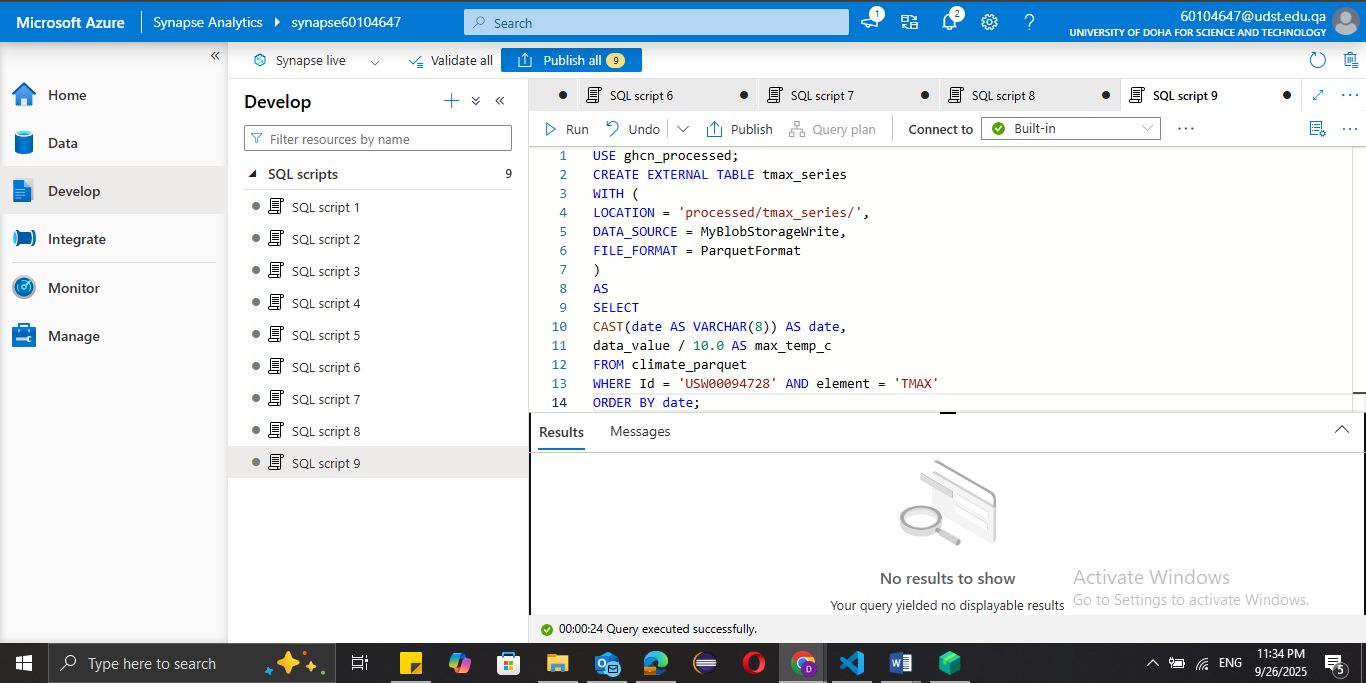 Microsoft Azure
Synapse Analytics
synapse60104647
Search
1
2
60104647@udst.edu.qa
UNIVERSITY OF DOHA FOR SCIENCE AND TECHNOLOGY
Synapse live
Validate all
Publish all 9
Home
Data
Develop
Integrate
Monitor
Manage
Develop
Filter resources by name
SQL scripts 9
SQL script 1
SQL script 2
SQL script 3
SQL script 4
SQL script 5
SQL script 6
SQL script 7
SQL script 8
SQL script 9
SQL script 6
SQL script 7
SQL script 8
SQL script 9
Run
Undo
Publish
Query plan
Connect to
Built-in
1 USE ghcn_processed;
2 CREATE EXTERNAL TABLE tmax_series
3 WITH (
4 LOCATION = 'processed/tmax_series/',
5 DATA_SOURCE = MyBlobStorageWrite,
6 FILE_FORMAT = ParquetFormat
7 )
8 AS
9 SELECT
10 CAST(date AS VARCHAR(8)) AS date,
11 data_value / 10.0 AS max_temp_c
12 FROM climate_parquet
13 WHERE Id = 'USW00094728' AND element = 'TMAX'
14 ORDER BY date;
Results
Messages
No results to show
Your query yielded no displayable results
Activate Windows
Go to Settings to activate Windows.
00:00:24 Query executed successfully.
Type here to search
ENG
11:34 PM
9/26/2025
5